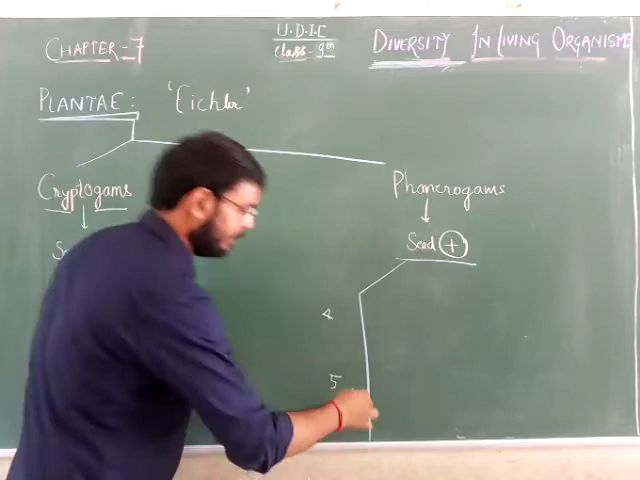 U.D.I.C
Class - 9th
CHAPTER - 7
DIVERSITY IN LIVING ORGANISMS
PLANTAE : 'Eichler'
Cryptogams
Phanerogams
Seed +
4
5